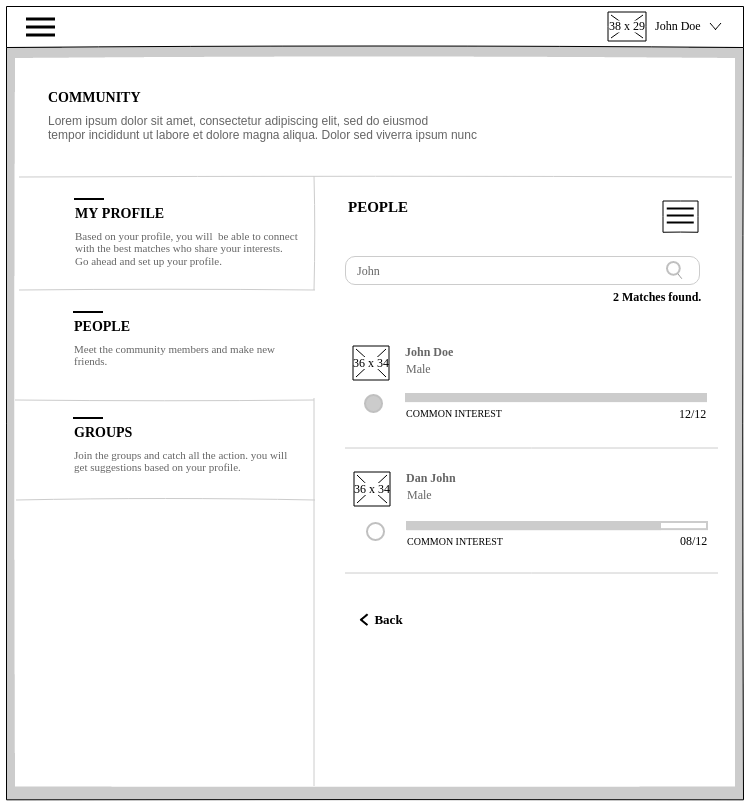 38 x 29 John Doe
COMMUNITY
Lorem ipsum dolor sit amet, consectetur adipiscing elit, sed do eiusmod
tempor incididunt ut labore et dolore magna aliqua. Dolor sed viverra ipsum nunc
MY PROFILE
Based on your profile, you will  be able to connect
with the best matches who share your interests.
Go ahead and set up your profile.
PEOPLE
Meet the community members and make new
friends.
GROUPS
Join the groups and catch all the action. you will
get suggestions based on your profile.
PEOPLE
John
2 Matches found.
36 x 34
John Doe
Male
COMMON INTEREST 12/12
36 x 34
Dan John
Male
COMMON INTEREST 08/12
Back